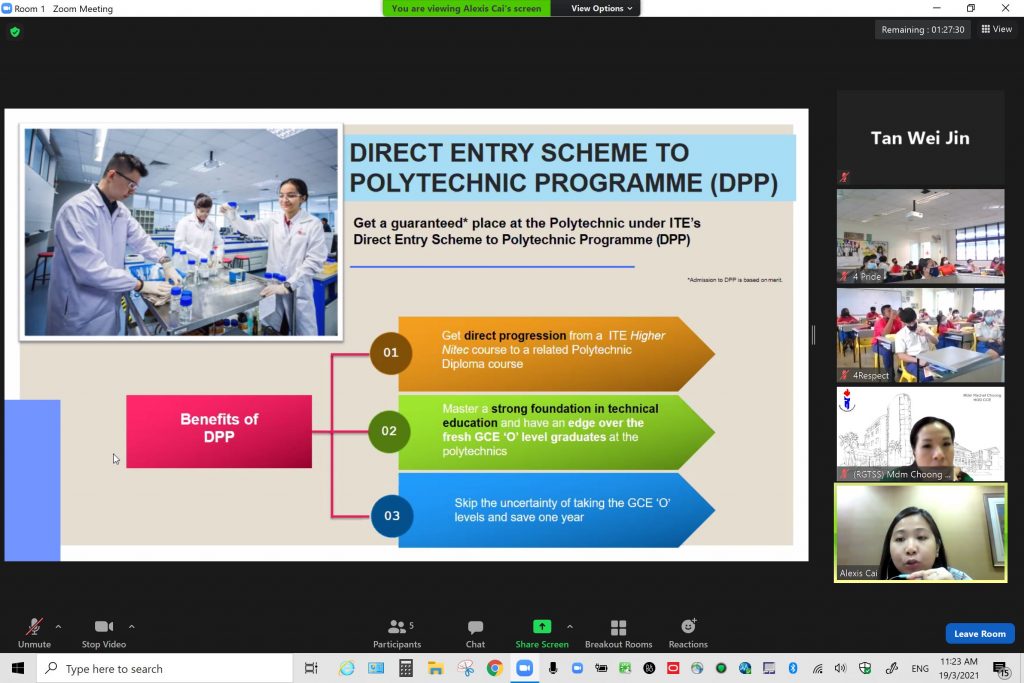 Room 1 Zoom Meeting
You are viewing Alexis Cai's screen
View Options
Remaining : 01:27:30
View
DIRECT ENTRY SCHEME TO
POLYTECHNIC PROGRAMME (DPP)
Get a guaranteed* place at the Polytechnic under ITE's
Direct Entry Scheme to Polytechnic Programme (DPP)
*Admission to DPP is based on merit.
Benefits of
DPP
01
Get direct progression from a ITE Higher
Nitec course to a related Polytechnic
Diploma course
02
Master a strong foundation in technical
education and have an edge over the
fresh GCE 'O' level graduates at the
polytechnics
03
Skip the uncertainty of taking the GCE 'O'
levels and save one year
Tan Wei Jin
4 Pride
4Respect
Mdm Rachel Choong
HOD CCE
(RGTSS) Mdm Choong ...
Alexis Cai
Unmute
Stop Video
Participants
5
Chat
Share Screen
Breakout Rooms
Reactions
Leave Room
Type here to search
ENG
11:23 AM
19/3/2021
15